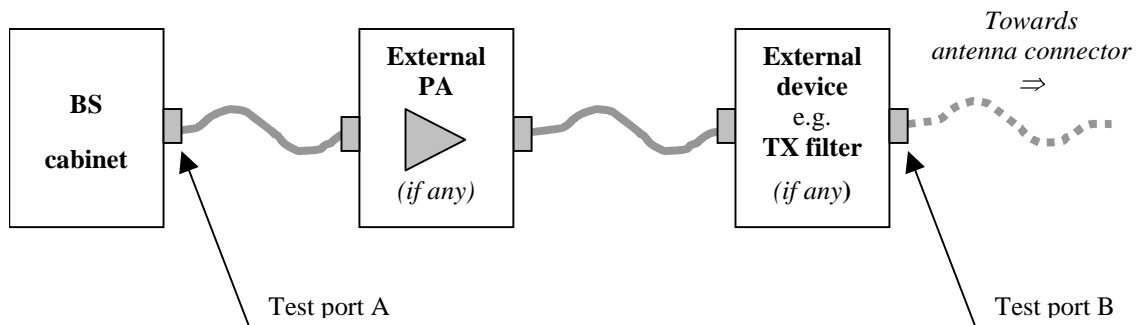 BS
cabinet
External
PA
(if any)
External
device
e.g.
TX filter
(if any)
Towards
antenna connector
⇒
Test port A
Test port B